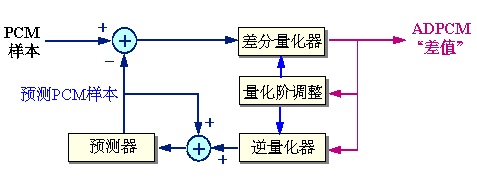 PCM
样本
+
+
−
差分量化器
ADPCM
“差值”
预测PCM样本
量化阶调整
+
预测器
+
+
逆量化器